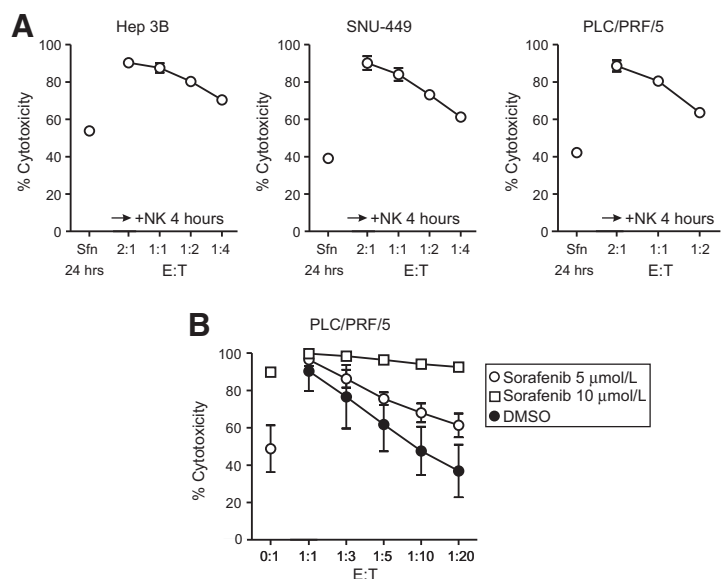 A
Hep 3B
SNU-449
PLC/PRF/5
% Cytotoxicity
100
80
60
40
80
0
→ +NK 4 hours
Sfn 2:1 1:1 1:2 1:4
24 hrs E:T
% Cytotoxicity
100
80
60
40
80
0
→ +NK 4 hours
Sfn 2:1 1:1 1:2 1:4
24 hrs E:T
% Cytotoxicity
100
80
60
40
80
0
→ +NK 4 hours
Sfn 2:1 1:1 1:2
24 hrs E:T
B
PLC/PRF/5
% Cytotoxicity
100
80
60
40
20
0
0:1 1:1 1:3 1:5 1:10 1:20
E:T
Sorafenib 5 μmol/L
Sorafenib 10 μmol/L
DMSO